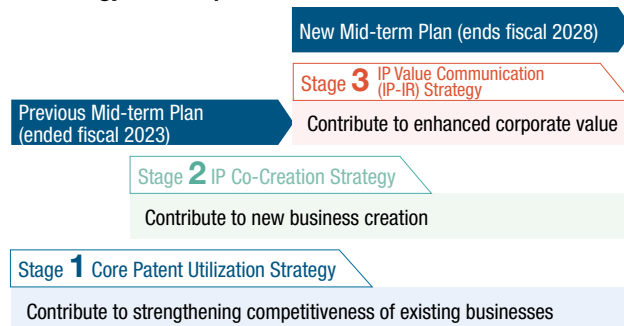 New Mid-term Plan (ends fiscal 2028)
Stage 3 IP Value Communication
(IP-IR) Strategy
Previous Mid-term Plan
(ended fiscal 2023)
Contribute to enhanced corporate value
Stage 2 IP Co-Creation Strategy
Contribute to new business creation
Stage 1 Core Patent Utilization Strategy
Contribute to strengthening competitiveness of existing businesses